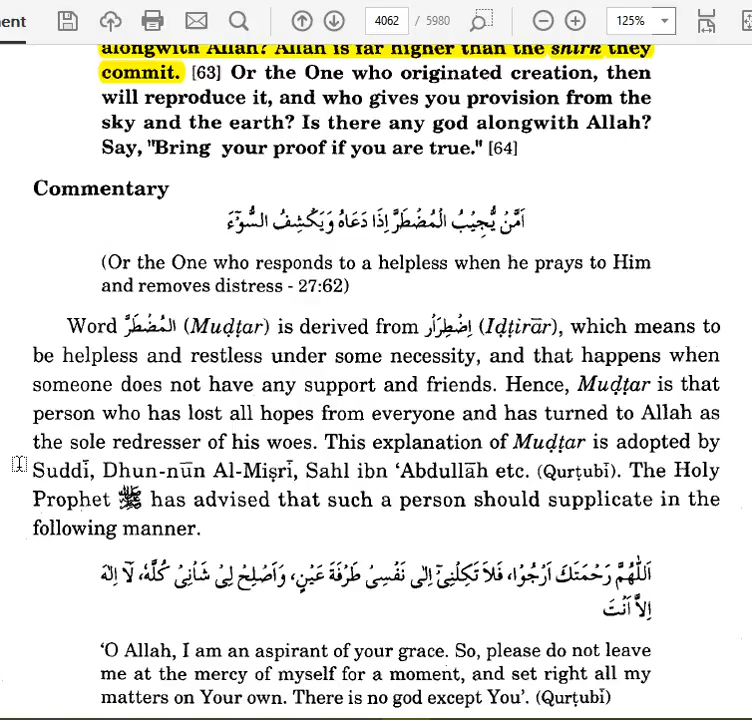 ment
4062 / 5980
125%
alongwith Allah? Allah is far higher than the shirk they
commit. [63] Or the One who originated creation, then
will reproduce it, and who gives you provision from the
sky and the earth? Is there any god alongwith Allah?
Say, "Bring your proof if you are true." [64]
Commentary
اَمَّنْ يُّجِيْبُ الْمُضْطَرَّ اِذَا دَعَاهُ وَيَكْشِفُ السُّوْٓءَ
(Or the One who responds to a helpless when he prays to Him
and removes distress - 27:62)
Word الْمُضْطَرَّ (Muḍṭar) is derived from اِضْطِرَار (Iḍṭirār), which means to
be helpless and restless under some necessity, and that happens when
someone does not have any support and friends. Hence, Muḍṭar is that
person who has lost all hopes from everyone and has turned to Allah as
the sole redresser of his woes. This explanation of Muḍṭar is adopted by
Suddī, Dhun-nūn Al-Miṣrī, Sahl ibn ‘Abdullāh etc. (Qurṭubī). The Holy
Prophet ﷺ has advised that such a person should supplicate in the
following manner.
اَللّٰهُمَّ رَحْمَتَكَ اَرْجُوْا، فَلاَ تَكِلْنِىْٓ اِلٰى نَفْسِىْ طَرْفَةَ عَيْنٍ، وَاَصْلِحْ لِىْ شَاْنِىْ كُلَّهٗ، لَآ اِلٰهَ
اِلاَّ اَنْتَ
‘O Allah, I am an aspirant of your grace. So, please do not leave
me at the mercy of myself for a moment, and set right all my
matters on Your own. There is no god except You’. (Qurṭubī)